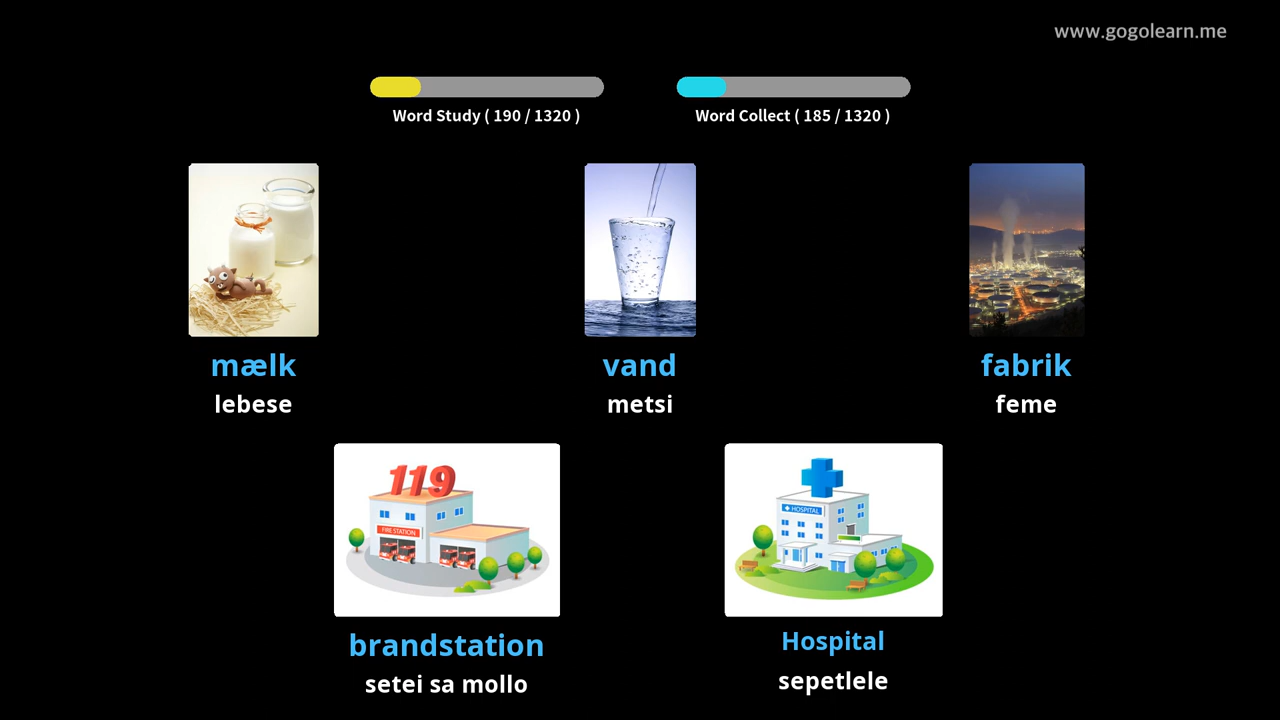 www.gogolearn.me
Word Study ( 190 / 1320 )
Word Collect ( 185 / 1320 )
mælk
lebese
vand
metsi
fabrik
feme
119
FIRE STATION
brandstation
setei sa mollo
HOSPITAL
Hospital
sepetlele